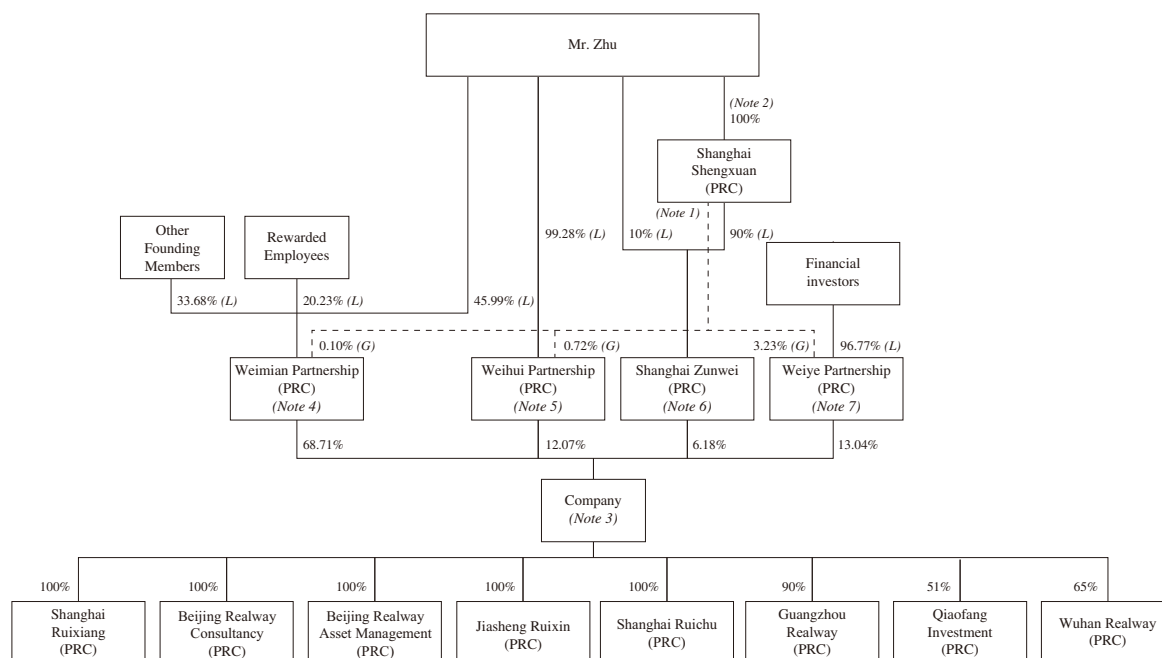 Mr. Zhu
(Note 2)
100%
Shanghai
Shengxuan
(PRC)
(Note 1)
Other
Founding
Members
Rewarded
Employees
99.28% (L)
10% (L)
90% (L)
Financial
investors
33.68% (L)
20.23% (L)
45.99% (L)
0.10% (G)
0.72% (G)
3.23% (G)
96.77% (L)
Weimian Partnership
(PRC)
(Note 4)
Weihui Partnership
(PRC)
(Note 5)
Shanghai Zunwei
(PRC)
(Note 6)
Weiye Partnership
(PRC)
(Note 7)
68.71%
12.07%
6.18%
13.04%
Company
(Note 3)
100%
100%
100%
100%
100%
90%
51%
65%
Shanghai
Ruixiang
(PRC)
Beijing Realway
Consultancy
(PRC)
Beijing Realway
Asset Management
(PRC)
Jiasheng Ruixin
(PRC)
Shanghai Ruichu
(PRC)
Guangzhou
Realway
(PRC)
Qiaofang
Investment
(PRC)
Wuhan Realway
(PRC)